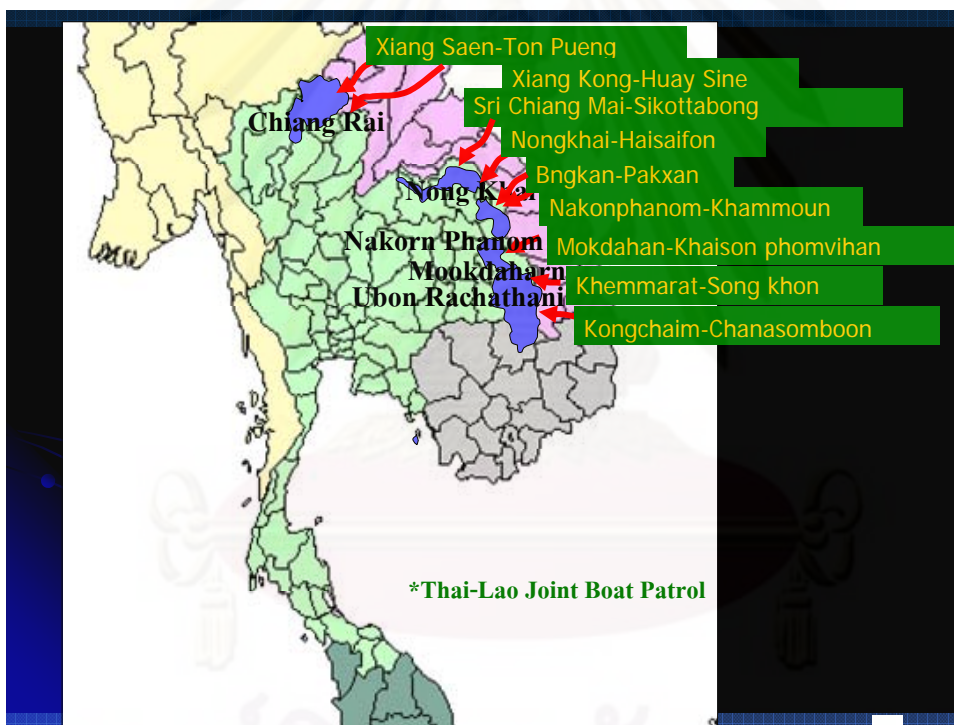 Xiang Saen-Ton Pueng
Xiang Kong-Huay Sine
Sri Chiang Mai-Sikottabong
Chiang Rai
Nongkhai-Haisaifon
Bngkan-Pakxan
Nong Khai
Nakonphanom-Khammoun
Nakorn Phanom
Mokdahan-Khaison phomvihan
Mookdaharn
Khemmarat-Song khon
Ubon Rachathani
Kongchaim-Chanasomboon
*Thai-Lao Joint Boat Patrol